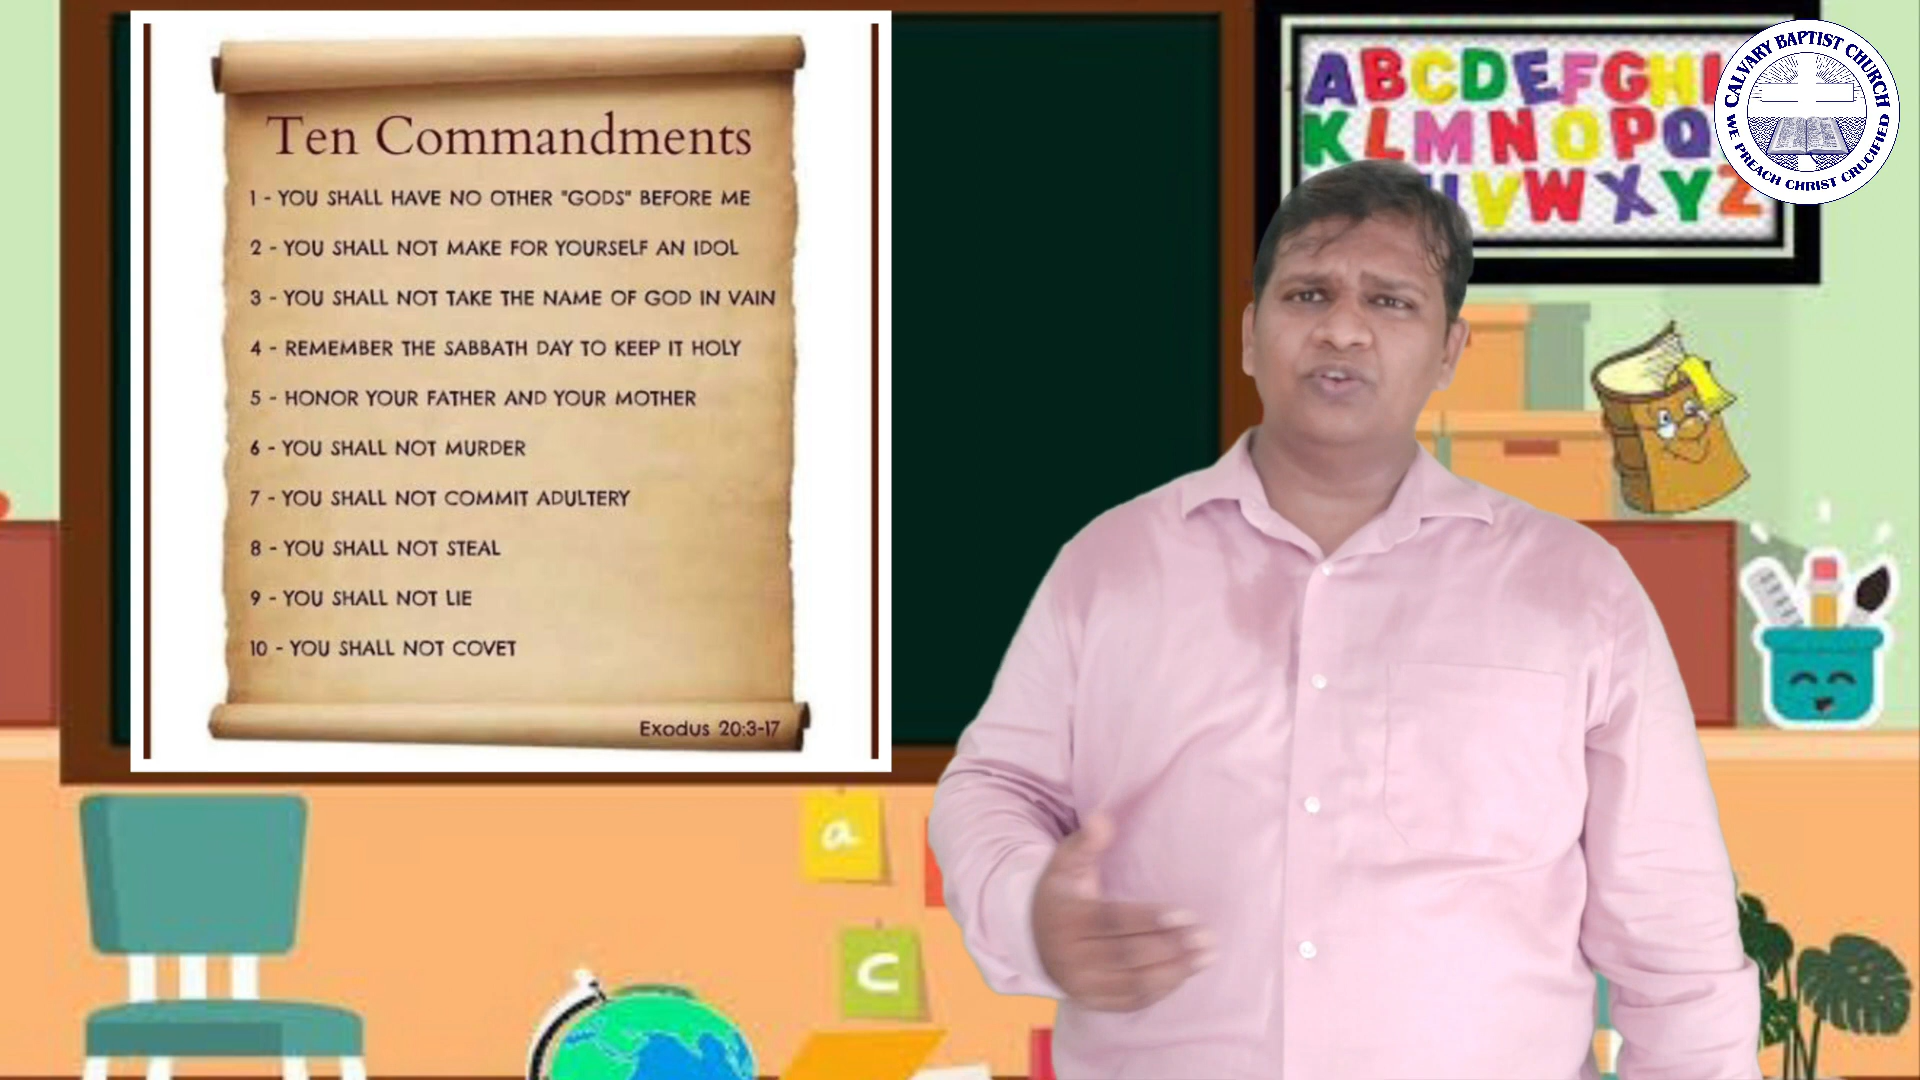 Ten Commandments
1 - YOU SHALL HAVE NO OTHER "GODS" BEFORE ME
2 - YOU SHALL NOT MAKE FOR YOURSELF AN IDOL
3 - YOU SHALL NOT TAKE THE NAME OF GOD IN VAIN
4 - REMEMBER THE SABBATH DAY TO KEEP IT HOLY
5 - HONOR YOUR FATHER AND YOUR MOTHER
6 - YOU SHALL NOT MURDER
7 - YOU SHALL NOT COMMIT ADULTERY
8 - YOU SHALL NOT STEAL
9 - YOU SHALL NOT LIE
10 - YOU SHALL NOT COVET
Exodus 20:3-17
ABCDEFGHI
KLMNOPQ
UVWXYZ
CALVARY BAPTIST CHURCH
WE PREACH CHRIST CRUCIFIED
a
C